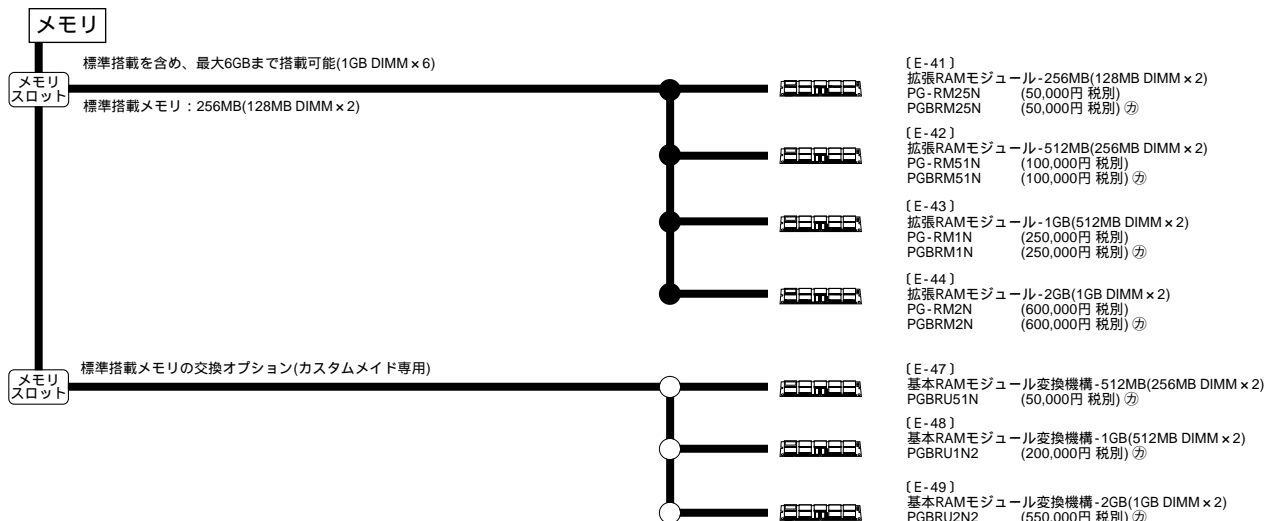 メモリ
標準搭載を含め、最大6GBまで搭載可能(1GB DIMM×6)
メモリ
スロット
標準搭載メモリ：256MB(128MB DIMM×2)
〔E-41〕
拡張RAMモジュール-256MB(128MB DIMM×2)
PG-RM25N (50,000円 税別)
PGBRM25N (50,000円 税別) ㋕
〔E-42〕
拡張RAMモジュール-512MB(256MB DIMM×2)
PG-RM51N (100,000円 税別)
PGBRM51N (100,000円 税別) ㋕
〔E-43〕
拡張RAMモジュール-1GB(512MB DIMM×2)
PG-RM1N (250,000円 税別)
PGBRM1N (250,000円 税別) ㋕
〔E-44〕
拡張RAMモジュール-2GB(1GB DIMM×2)
PG-RM2N (600,000円 税別)
PGBRM2N (600,000円 税別) ㋕
標準搭載メモリの交換オプション(カスタムメイド専用)
メモリ
スロット
〔E-47〕
基本RAMモジュール変換機構-512MB(256MB DIMM×2)
PGBRU51N (50,000円 税別) ㋕
〔E-48〕
基本RAMモジュール変換機構-1GB(512MB DIMM×2)
PGBRU1N2 (200,000円 税別) ㋕
〔E-49〕
基本RAMモジュール変換機構-2GB(1GB DIMM×2)
PGBRU2N2 (550,000円 税別) ㋕